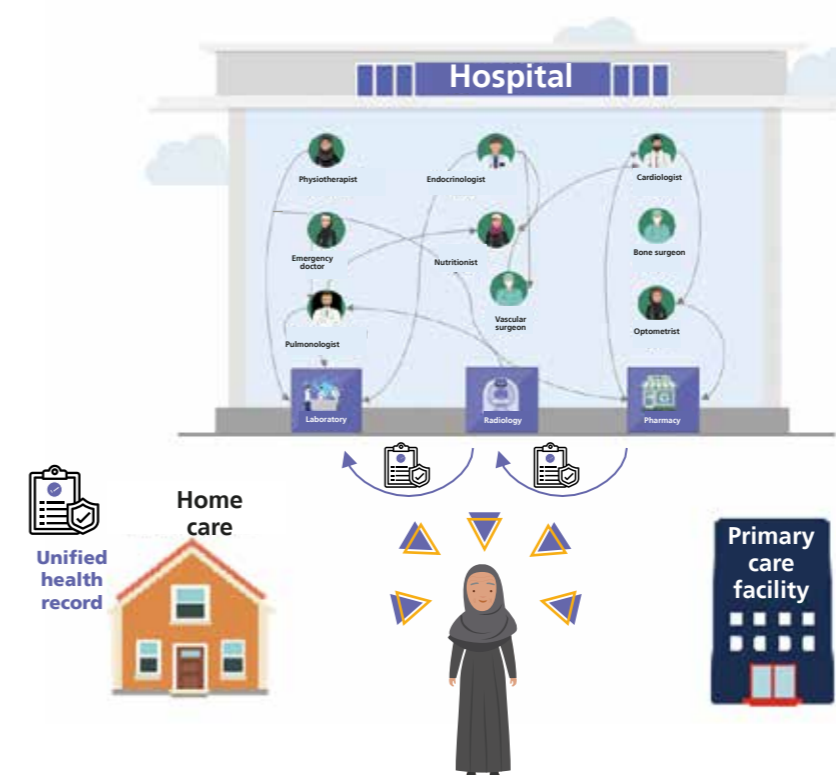 Hospital
Physiotherapist
Endocrinologist
Cardiologist
Emergency
doctor
Nutritionist
Bone surgeon
Vascular
surgeon
Optometrist
Pulmonologist
Laboratory
Radiology
Pharmacy
Home
care
Unified
health
record
Primary
care
facility